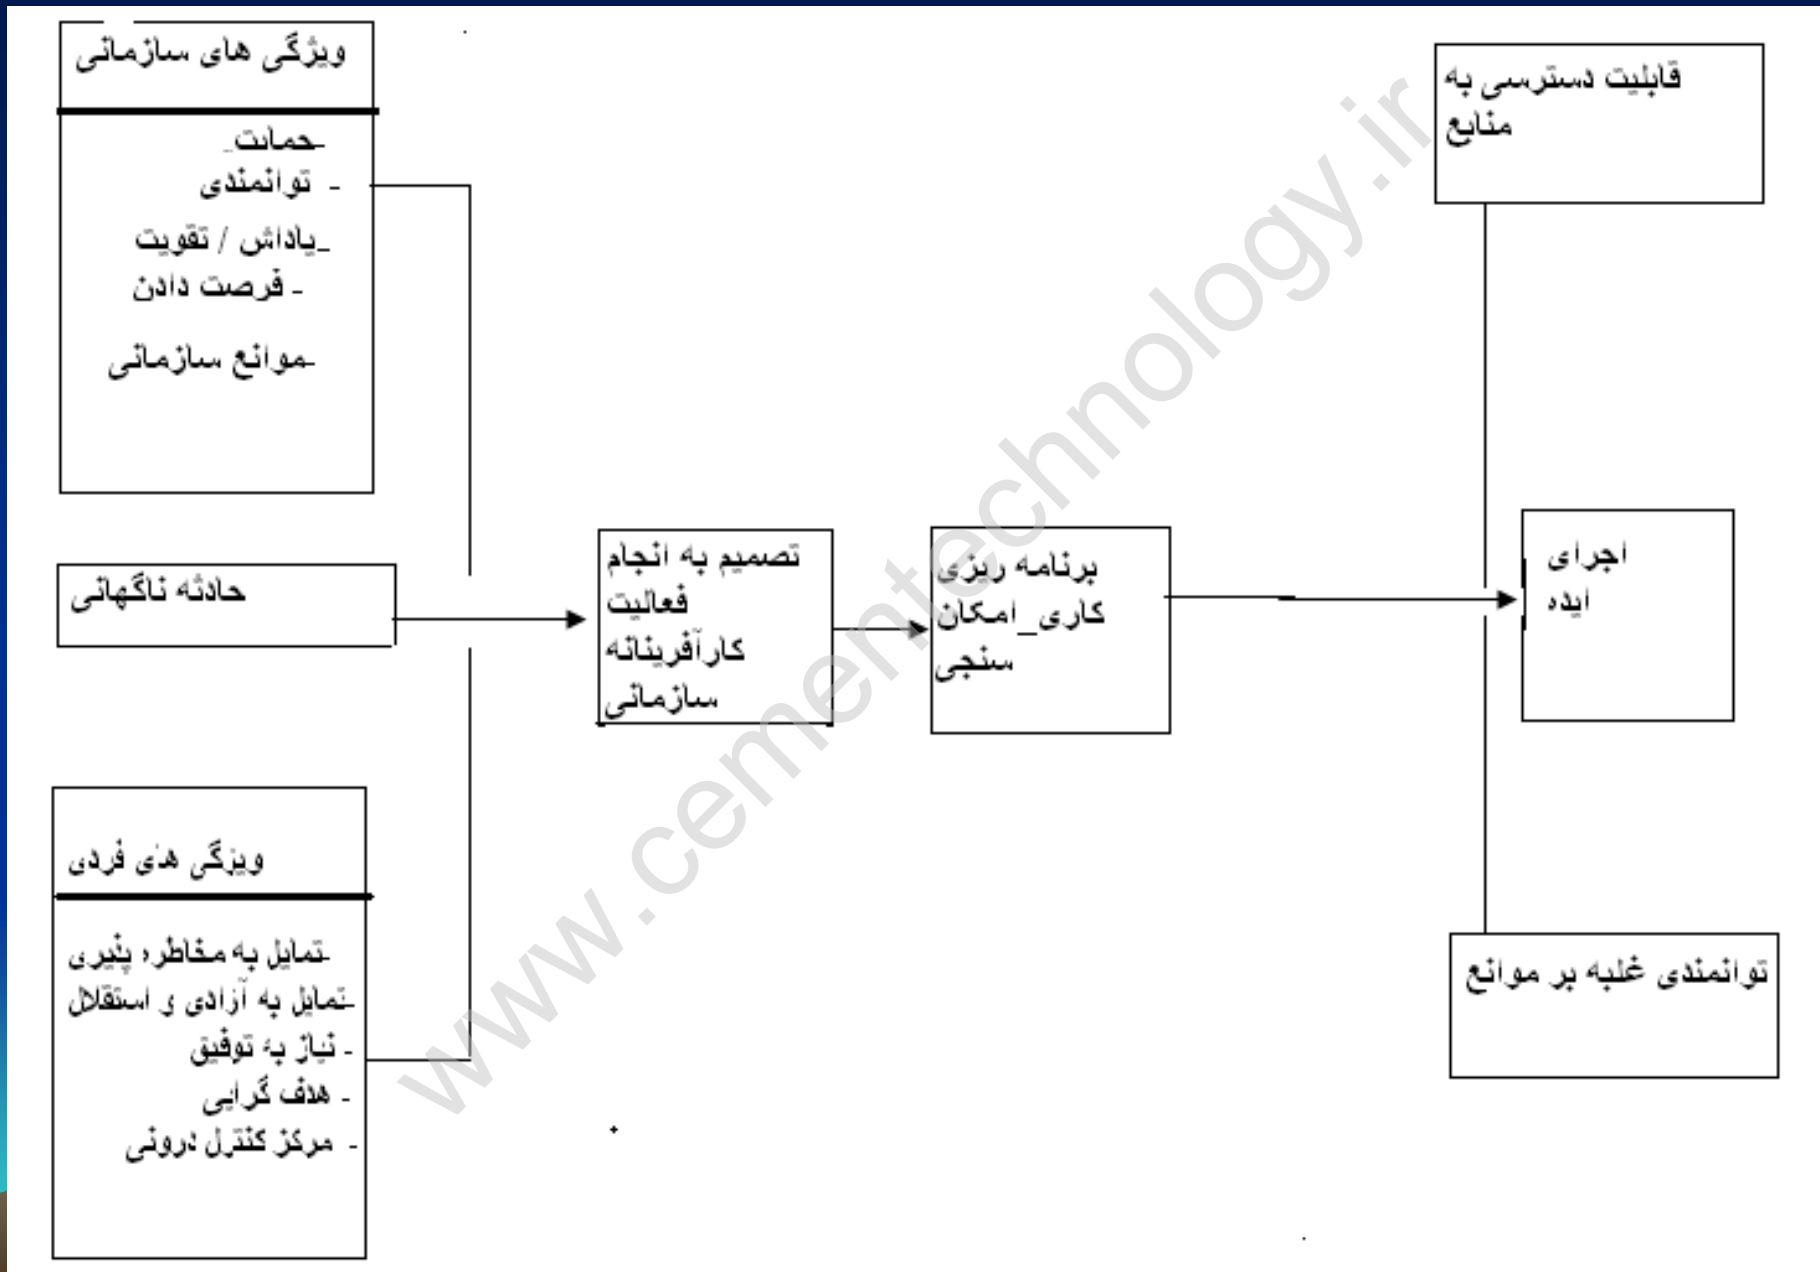 ویژگی های سازمانی
-حمایت
- توانمندی
-پاداش / تقویت
- فرصت دادن
-موانع سازمانی
حادثه ناگهانی
ویژگی های فردی
-تمایل به مخاطره پذیری
-تمایل به آزادی و استقلال
- نیاز به توفیق
- هدف گرایی
- مرکز کنترل درونی
تصمیم به انجام
فعالیت
کارآفرینانه
سازمانی
برنامه ریزی
کاری_امکان
سنجی
قابلیت دسترسی به
منابع
اجرای
ایده
توانمندی غلبه بر موانع
www.cementechnology.ir